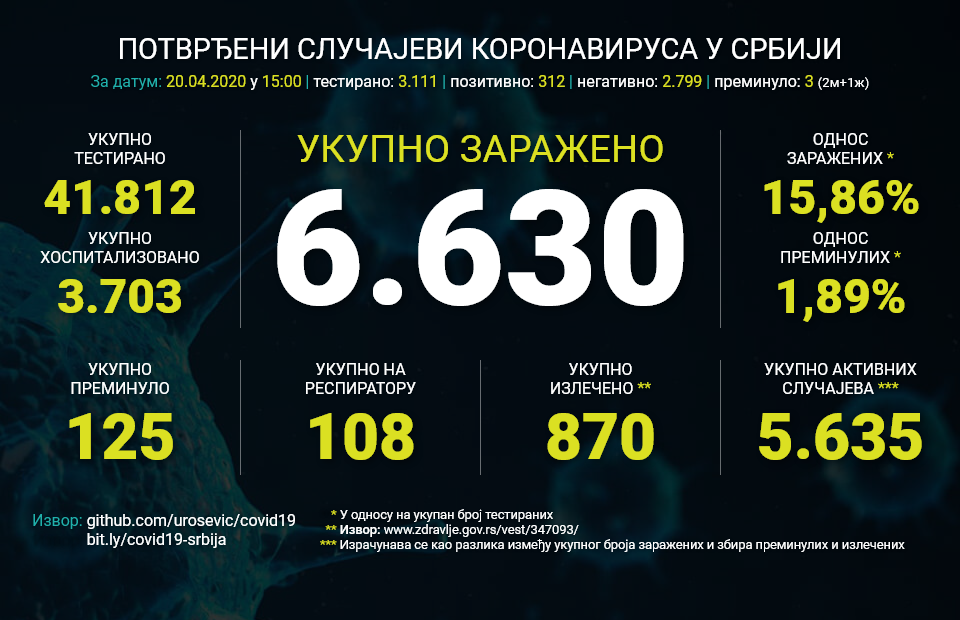 ПОТВРЂЕНИ СЛУЧАЈЕВИ КОРОНАВИРУСА У СРБИЈИ
За датум: 20.04.2020 у 15:00 | тестирано: 3.111 | позитивно: 312 | негативно: 2.799 | преминуло: 3 (2м+1ж)
УКУПНО
ТЕСТИРАНО
41.812
УКУПНО
ХОСПИТАЛИЗОВАНО
3.703
УКУПНО ЗАРАЖЕНО
6.630
ОДНОС
ЗАРАЖЕНИХ *
15,86%
ОДНОС
ПРЕМИНУЛИХ *
1,89%
УКУПНО
ПРЕМИНУЛО
125
УКУПНО НА
РЕСПИРАТОРУ
108
УКУПНО
ИЗЛЕЧЕНО **
870
УКУПНО АКТИВНИХ
СЛУЧАЈЕВА ***
5.635
Извор: github.com/urosevic/covid19
bit.ly/covid19-srbija
* У односу на укупан број тестираних
** Извор: www.zdravlje.gov.rs/vest/347093/
*** Израчунава се као разлика између укупног броја заражених и збира преминулих и излечених